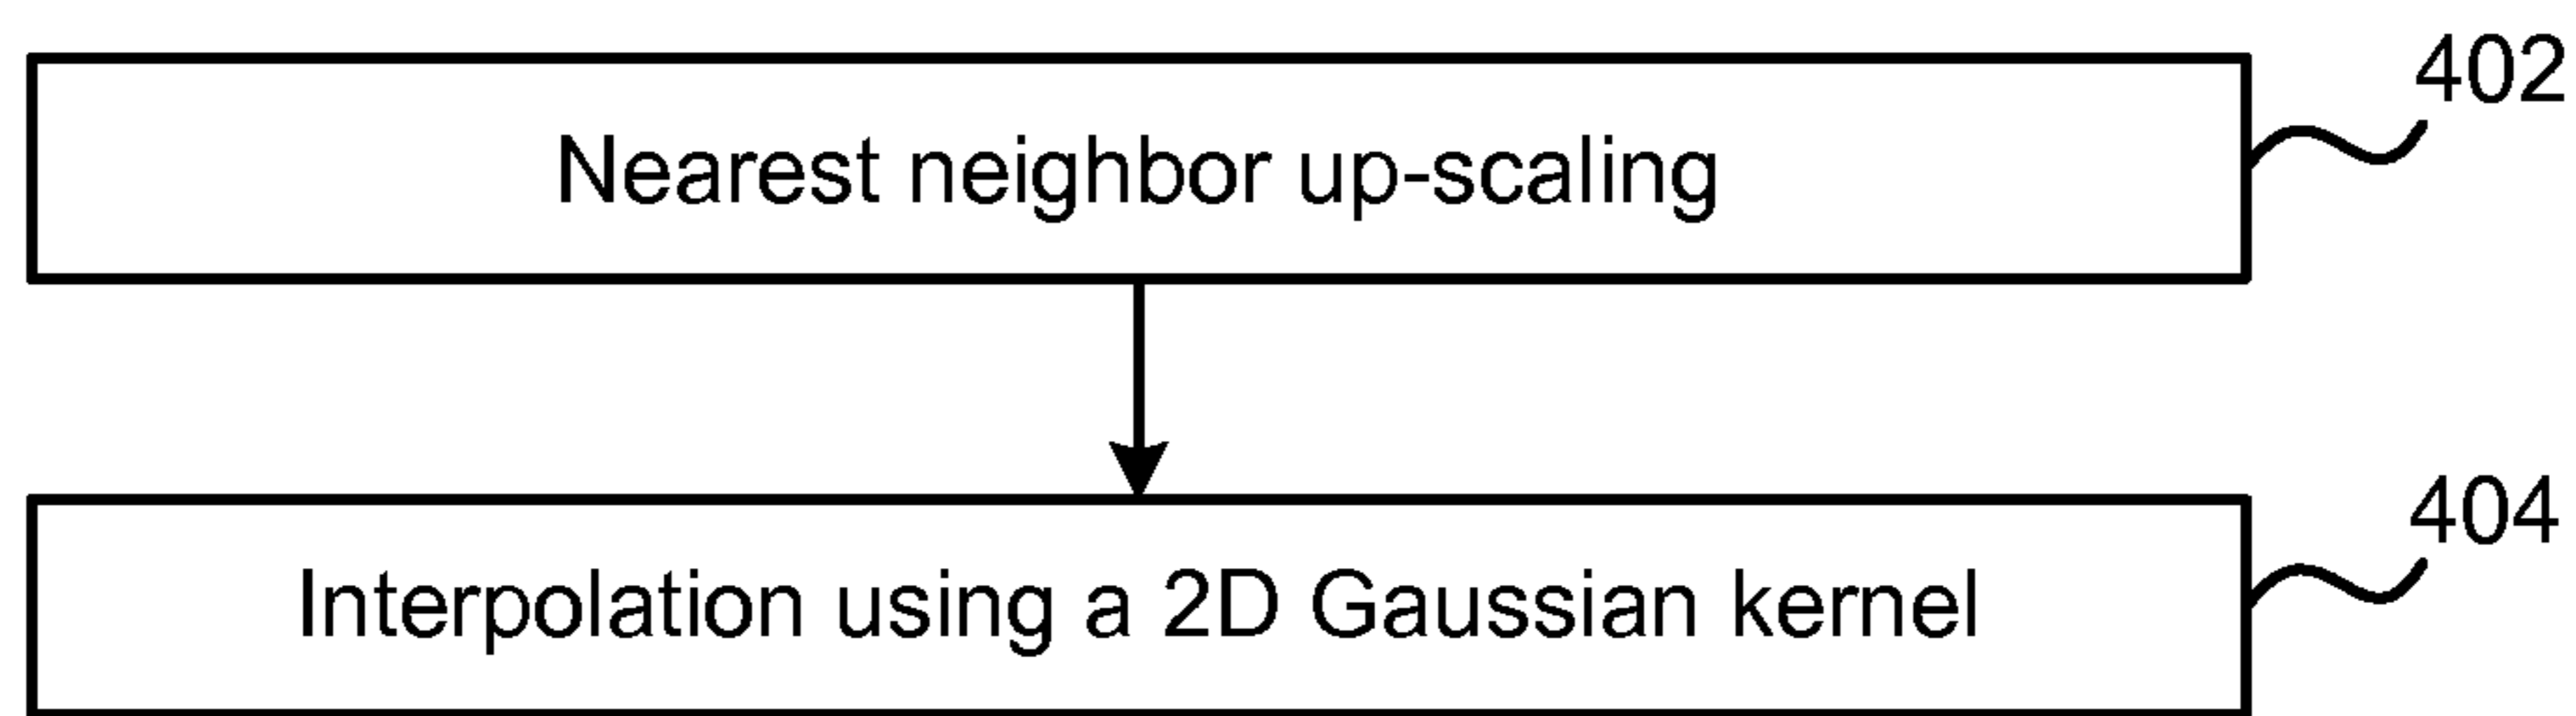 402
Nearest neighbor up-scaling
404
Interpolation using a 2D Gaussian kernel